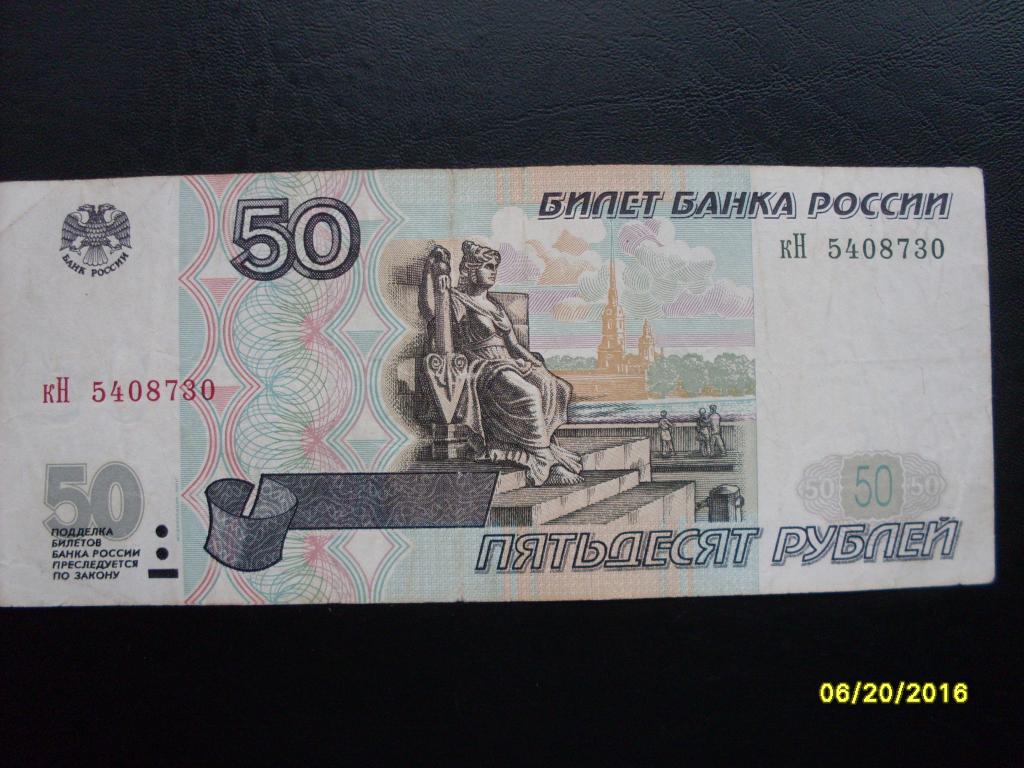 БАНК РОССИИ
50
БИЛЕТ БАНКА РОССИИ
кН 5408730
кН 5408730
50
ПОДДЕЛКА
БИЛЕТОВ
БАНКА РОССИИ
ПРЕСЛЕДУЕТСЯ
ПО ЗАКОНУ
50 50 50
ПЯТЬДЕСЯТ РУБЛЕЙ
06/20/2016